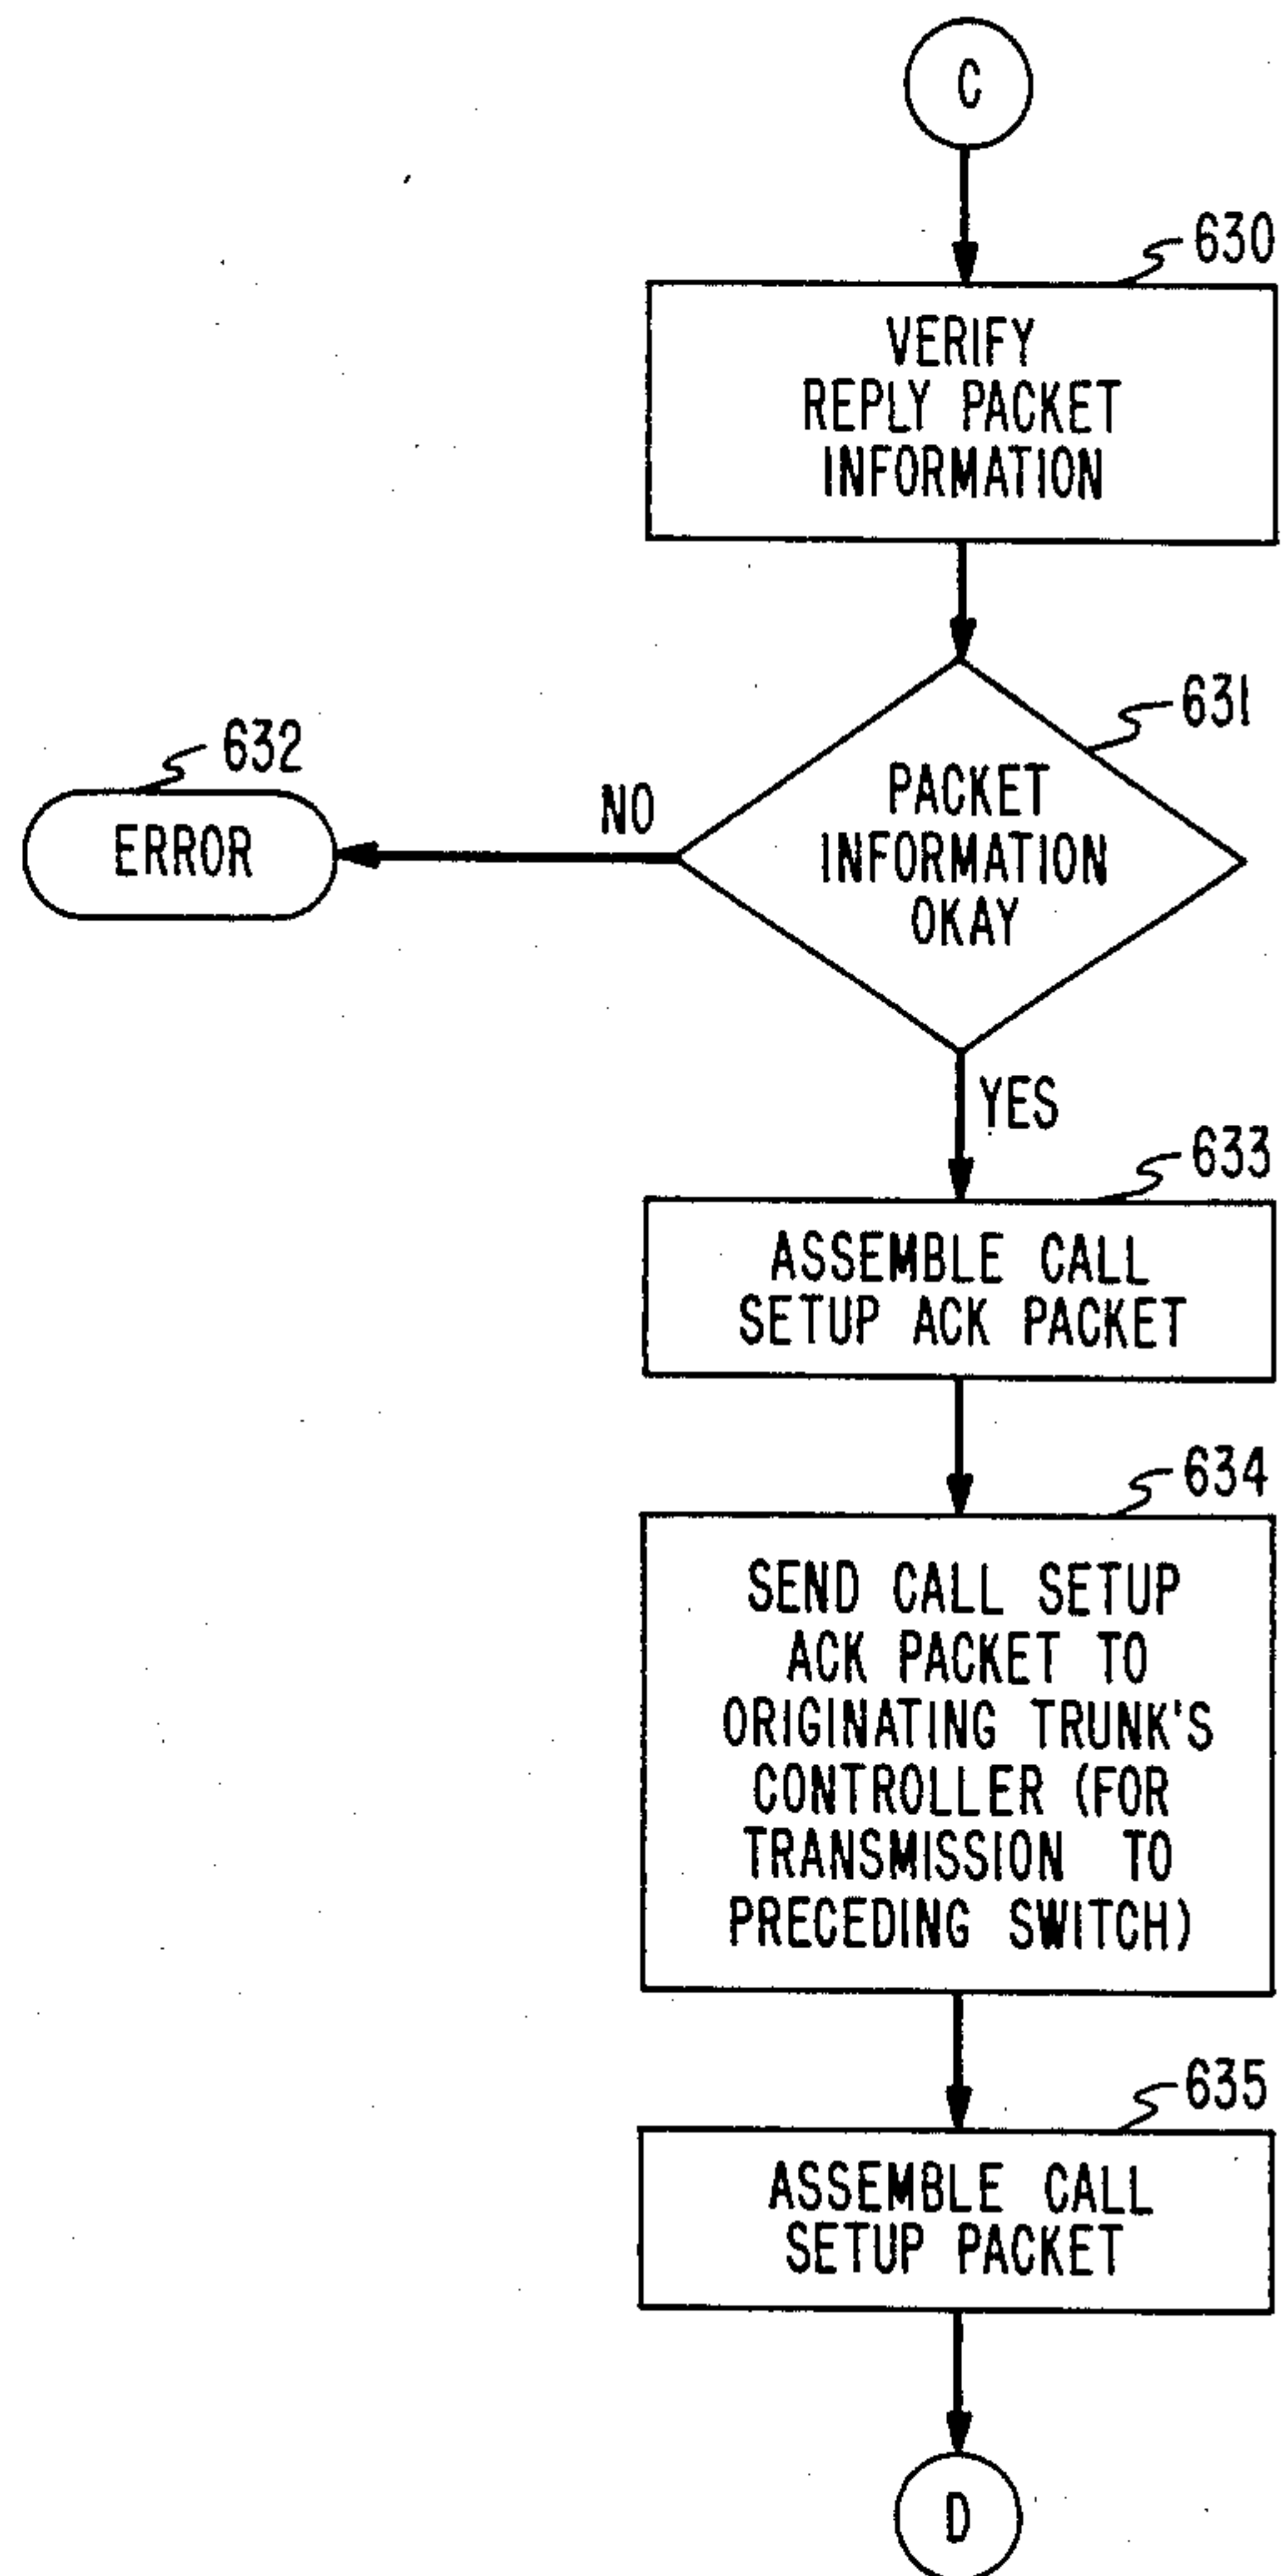 C
630
VERIFY
REPLY PACKET
INFORMATION
631
PACKET
INFORMATION
OKAY
NO
632
ERROR
YES
633
ASSEMBLE CALL
SETUP ACK PACKET
634
SEND CALL SETUP
ACK PACKET TO
ORIGINATING TRUNK'S
CONTROLLER (FOR
TRANSMISSION TO
PRECEDING SWITCH)
635
ASSEMBLE CALL
SETUP PACKET
D